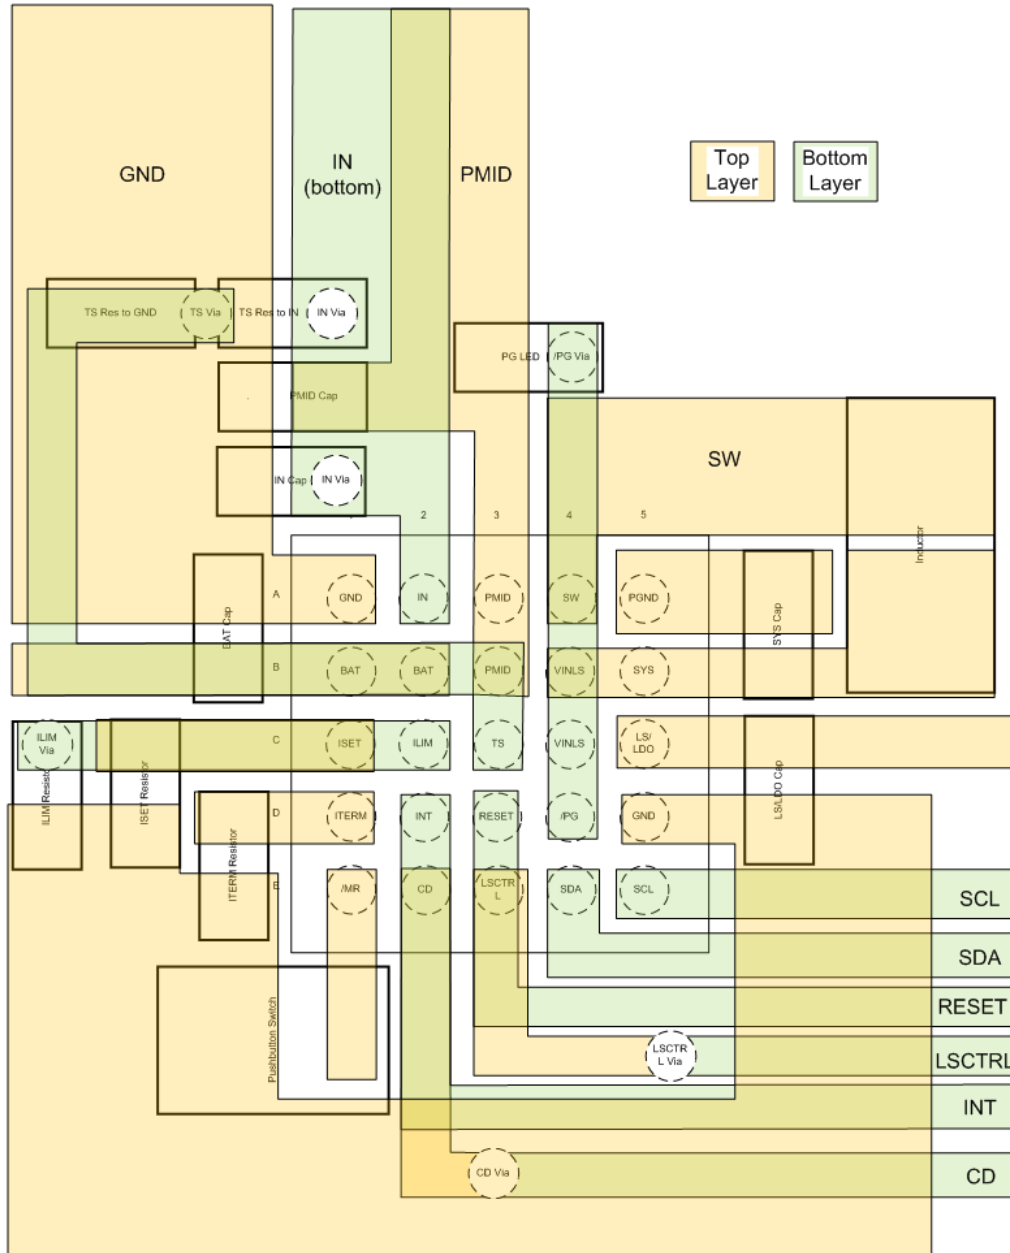 GND
IN
(bottom)
PMID
Top
Layer
Bottom
Layer
TS Res to GND
TS Via
TS Res to IN
IN Via
PG LED
/PG Via
PMID Cap
SW
IN Cap
IN Via
2
3
4
5
Inductor
A
GND
IN
PMID
SW
PGND
BAT Cap
SYS Cap
B
BAT
BAT
PMID
VINLS
SYS
ILIM
Via
C
ISET
ILIM
TS
VINLS
LS/
LDO
ILIM Resistor
ISET Resistor
LS/LDO Cap
D
ITERM
INT
RESET
/PG
GND
ITERM Resistor
E
/MR
CD
LSCTR
L
SDA
SCL
SCL
SDA
RESET
Pushbutton Switch
LSCTR
L Via
LSCTRL
INT
CD Via
CD